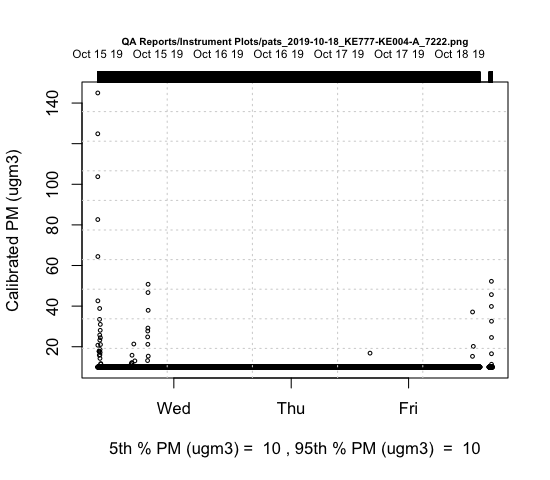 QA Reports/Instrument Plots/pats_2019-10-18_KE777-KE004-A_7222.png
Oct 15 19 Oct 15 19 Oct 16 19 Oct 16 19 Oct 17 19 Oct 17 19 Oct 18 19
Calibrated PM (ugm3)
140
100
80
60
40
20
Wed Thu Fri
5th % PM (ugm3) = 10 , 95th % PM (ugm3) = 10